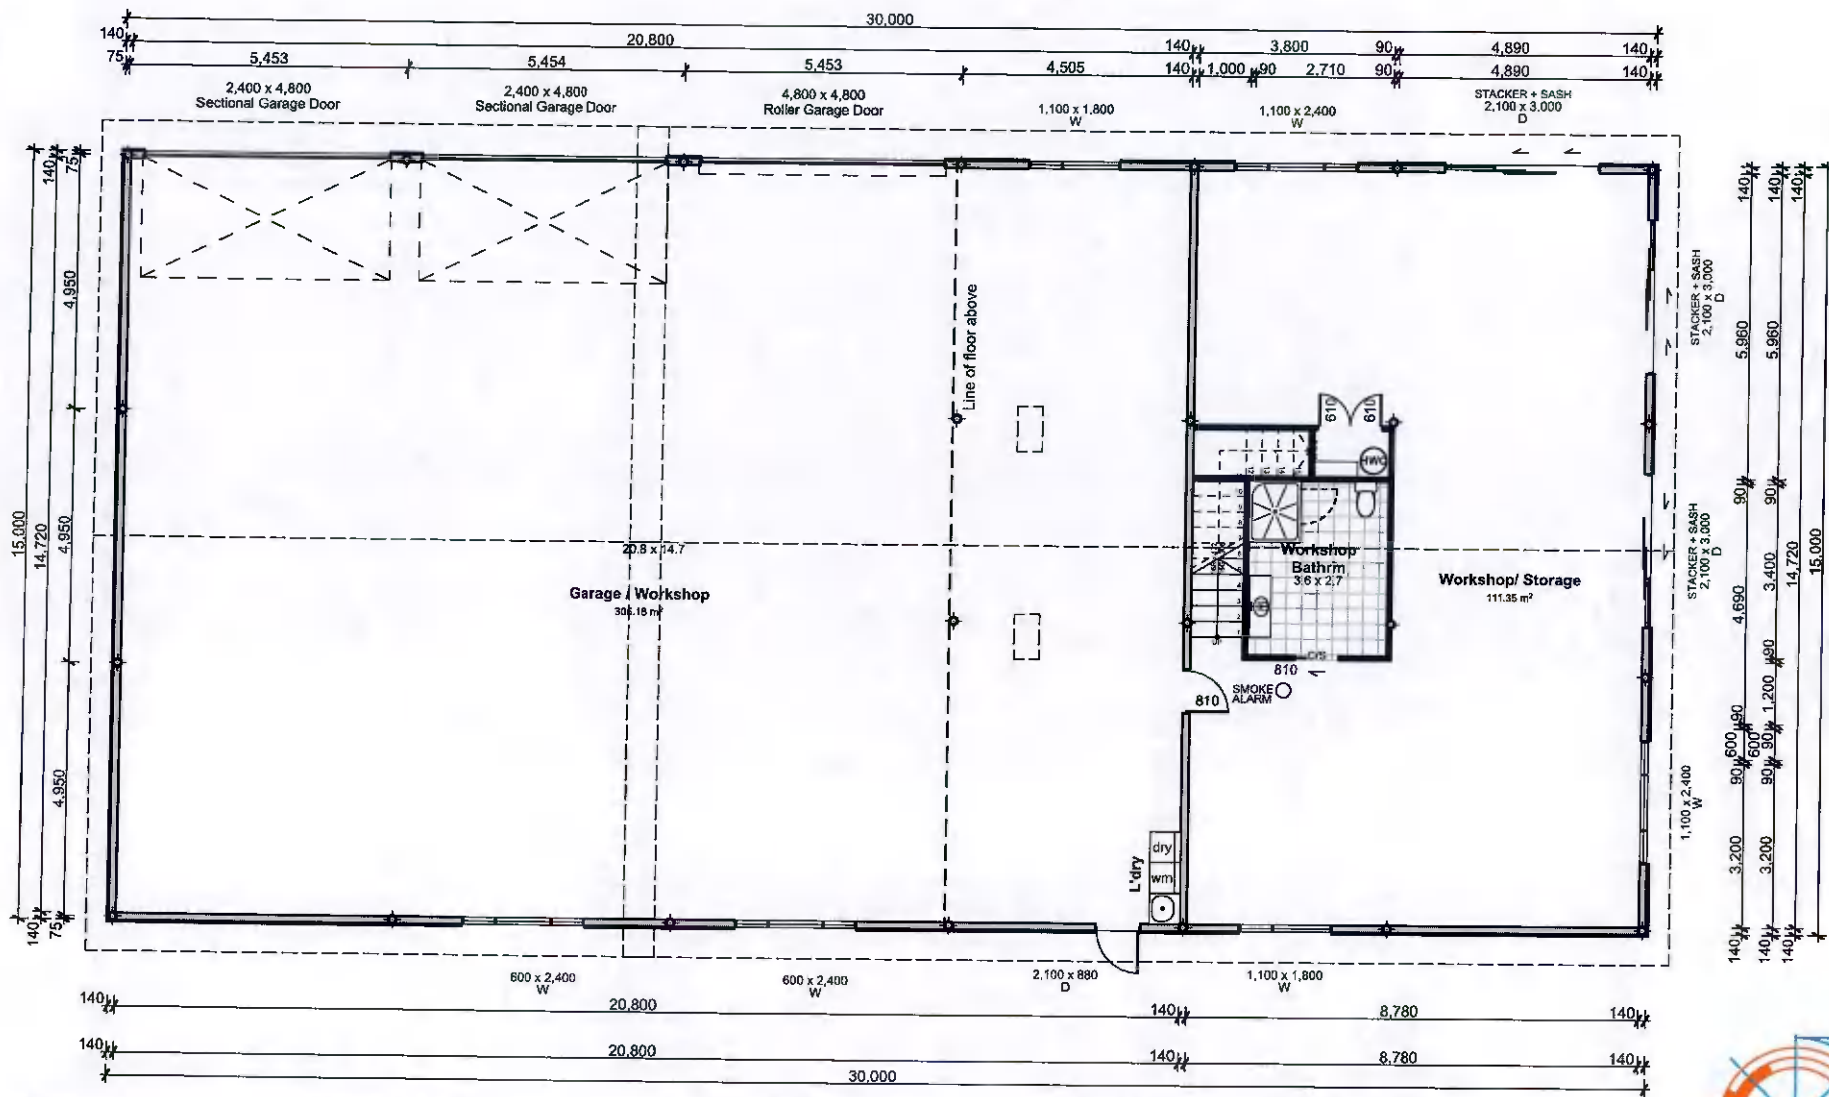 30,000
140 20,800 140 3,800 90 4,890 140
75 5,453 5,454 5,453 4,505 140 1,000 90 2,710 90 4,890 140
2,400 x 4,800
Sectional Garage Door
2,400 x 4,800
Sectional Garage Door
4,800 x 4,800
Roller Garage Door
1,100 x 1,800
W
1,100 x 2,400
W
STACKER + SASH
2,100 x 3,000
D
15,000
140 14,720 140
75 4,950 4,950 4,950 75
Line of floor above
20.8 x 14.7
Garage / Workshop
610 610
HWC
Workshop
Bathrm
3.6 x 2.7
Workshop/ Storage
111.35 m²
C/S
810
SMOKE
ALARM
810
L'dry
dry
wm
STACKER + SASH
2,100 x 3,000
D
STACKER + SASH
2,100 x 3,000
D
1,100 x 2,400
W
140 5,960 90 4,690 90 600 90 3,200 140
140 5,960 90 3,400 90 1,200 90 600 90 3,200 140
140 14,720 140
15,000
600 x 2,400
W
600 x 2,400
W
2,100 x 880
D
1,100 x 1,800
W
140 20,800 140 8,780 140
140 20,800 140 8,780 140
30,000